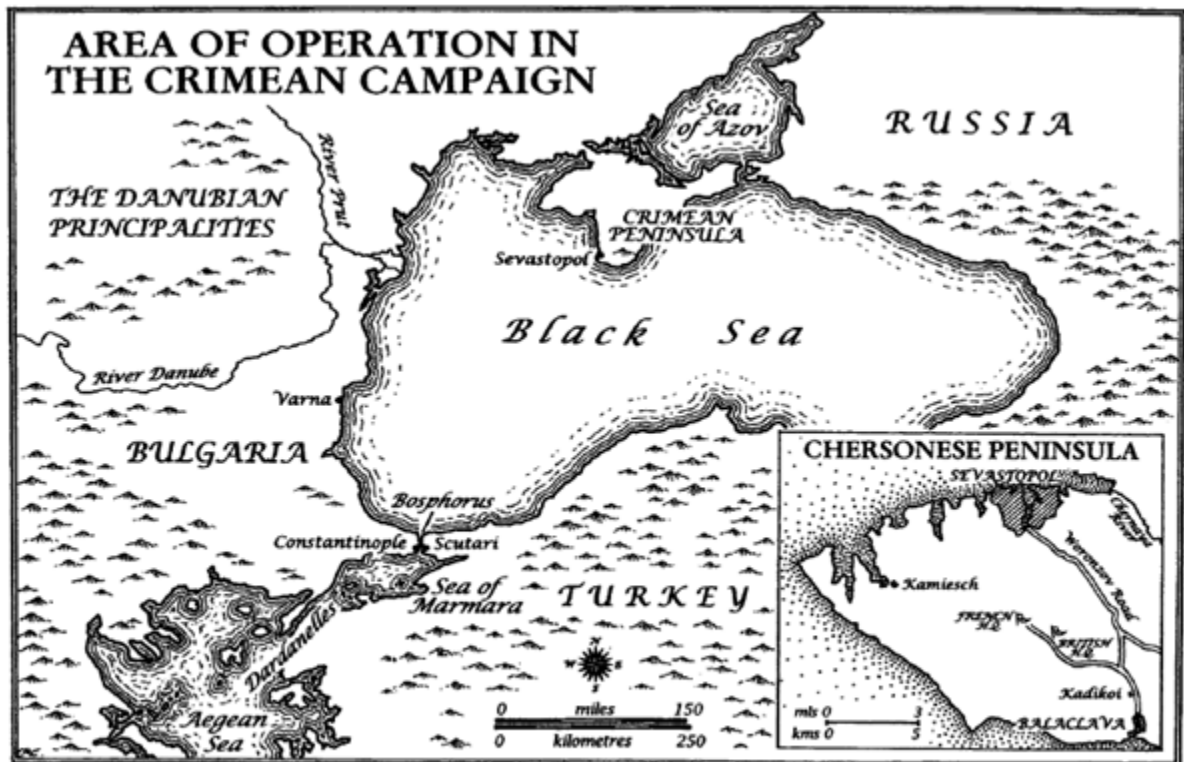 AREA OF OPERATION IN
THE CRIMEAN CAMPAIGN
Sea
of Azov
RUSSIA
River Pruth
THE DANUBIAN
PRINCIPALITIES
CRIMEAN
PENINSULA
Sevastopol
Black Sea
River Danube
Varna
BULGARIA
Bosphorus
Constantinople
Scutari
Sea of
Marmara
TURKEY
Dardanelles
Aegean
Sea
N
W E
S
0 miles 150
0 kilometres 250
CHERSONESE PENINSULA
SEVASTOPOL
Chernaya
River
Woronzov Road
Kamiesch
FRENCH
H.Q.
BRITISH
H.Q.
Kadikoi
BALACLAVA
mls 0 3
kms 0 5